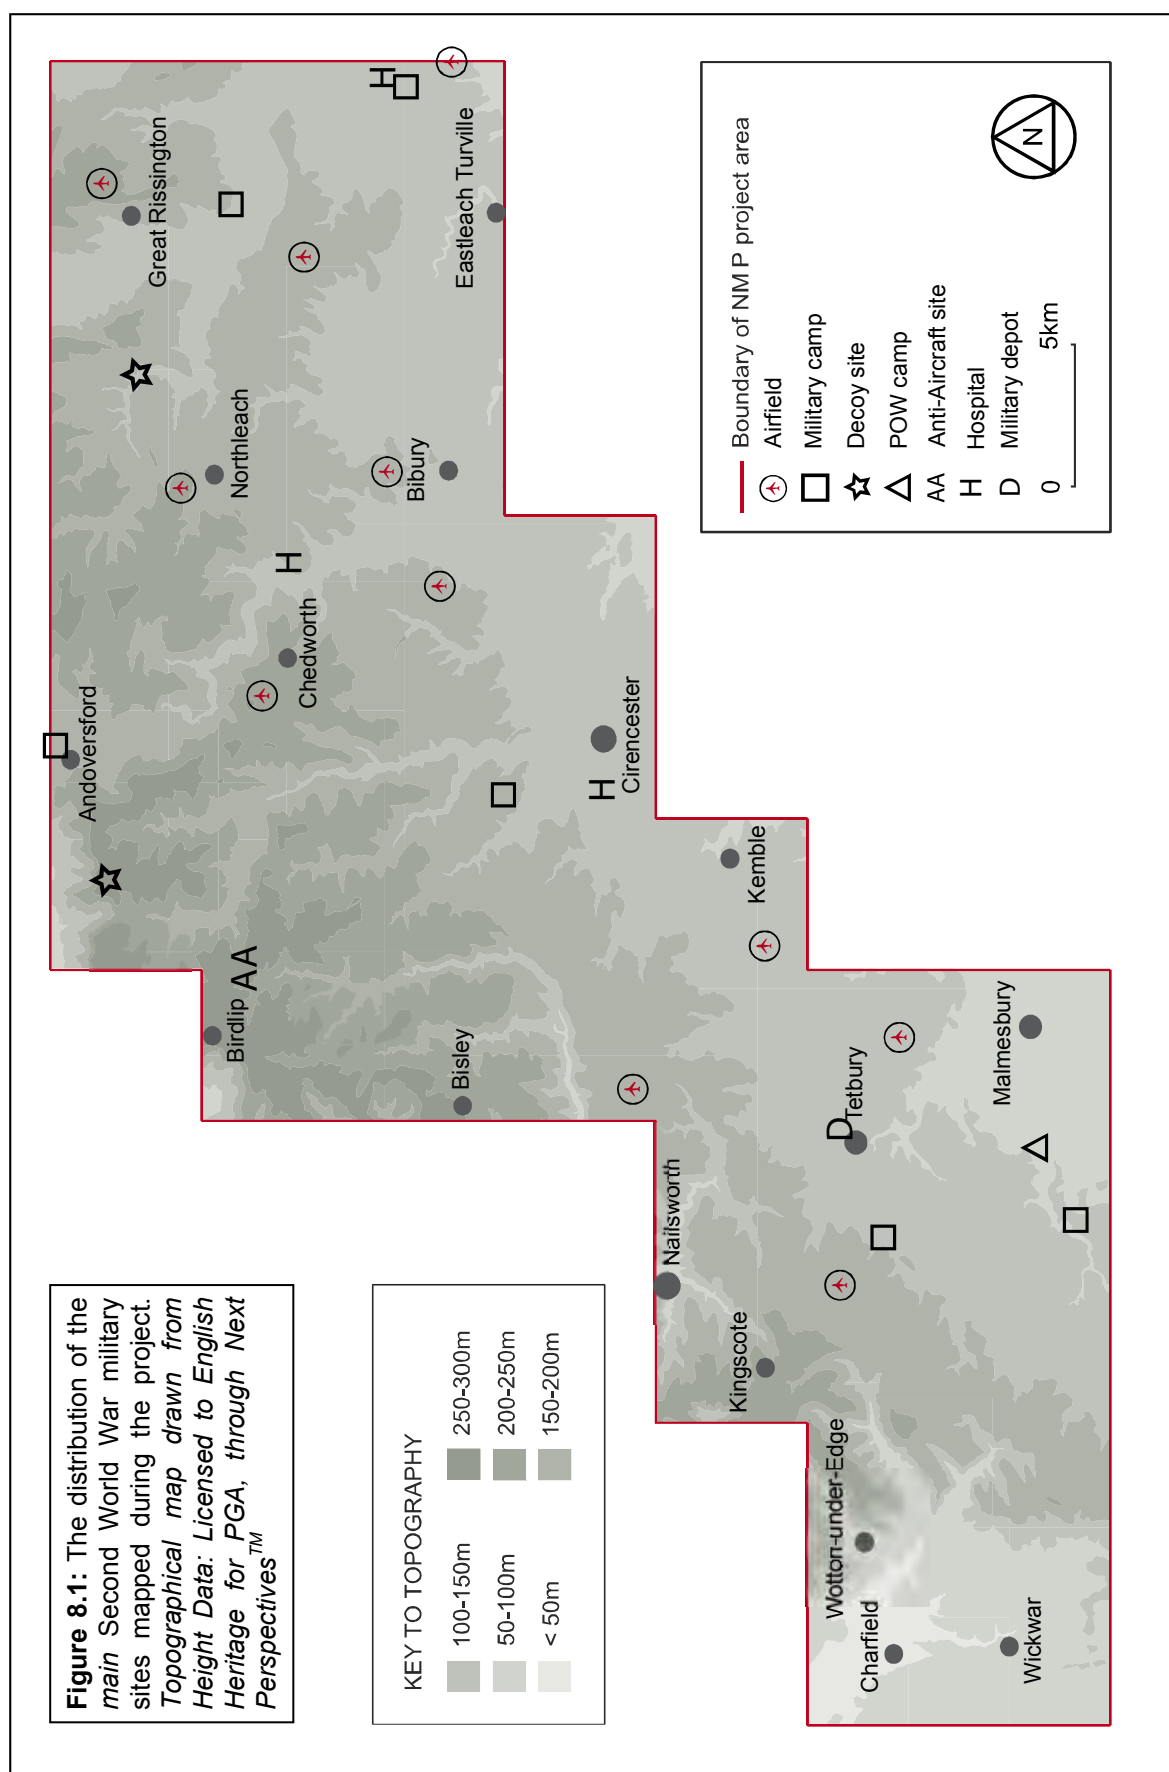 Figure 8.1: The distribution of the
main Second World War military
sites mapped during the project.
Topographical map drawn from
Height Data: Licensed to English
Heritage for PGA, through Next
Perspectives™
KEY TO TOPOGRAPHY
100-150m
250-300m
50-100m
200-250m
< 50m
150-200m
Andoversford
Great Rissington
Northleach
Birdlip
AA
H
H
Chedworth
Bibury
Eastleach Turville
Bisley
H
Cirencester
Nailsworth
Kemble
Kingscote
D
Tetbury
Wotton-under-Edge
Charfield
Malmesbury
Wickwar
Boundary of NMP project area
Airfield
Military camp
Decoy site
POW camp
AA Anti-Aircraft site
H Hospital
D Military depot
0 5km
N